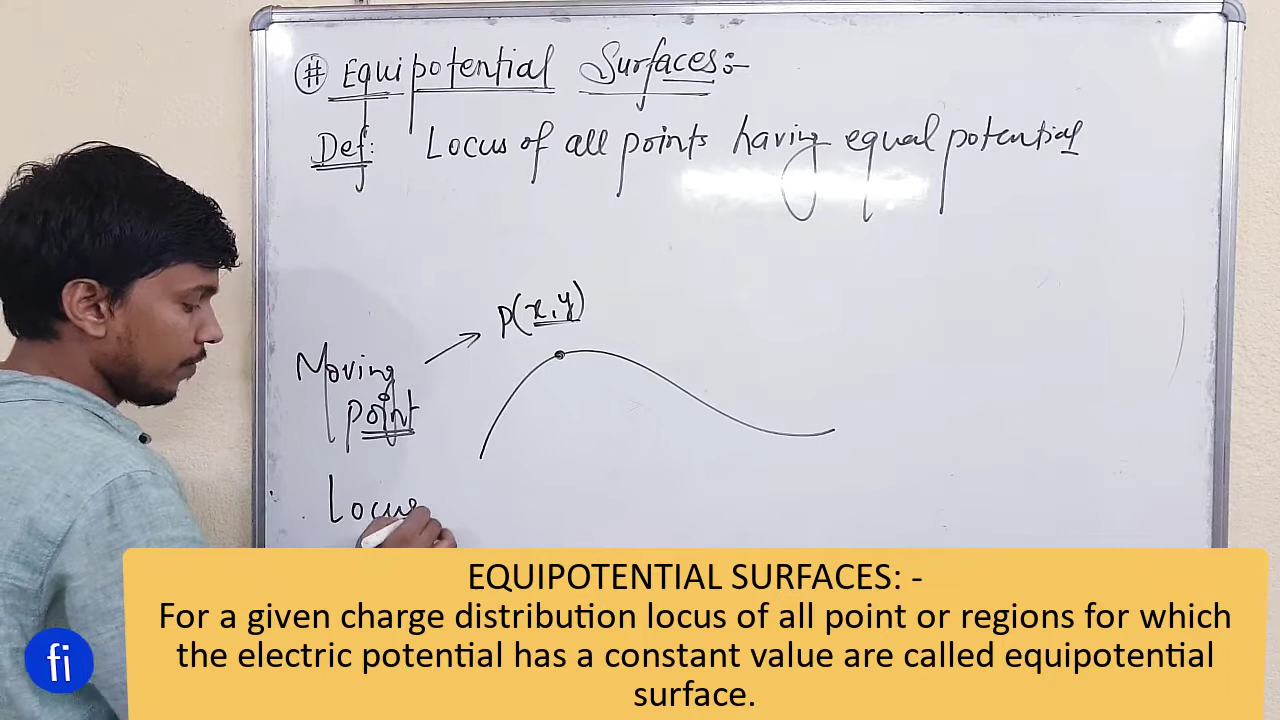 # Equipotential Surfaces:-
Def: Locus of all points having equal potential
P(x,y)
Moving
point
Locus
EQUIPOTENTIAL SURFACES: -
For a given charge distribution locus of all point or regions for which
the electric potential has a constant value are called equipotential
surface.
fi